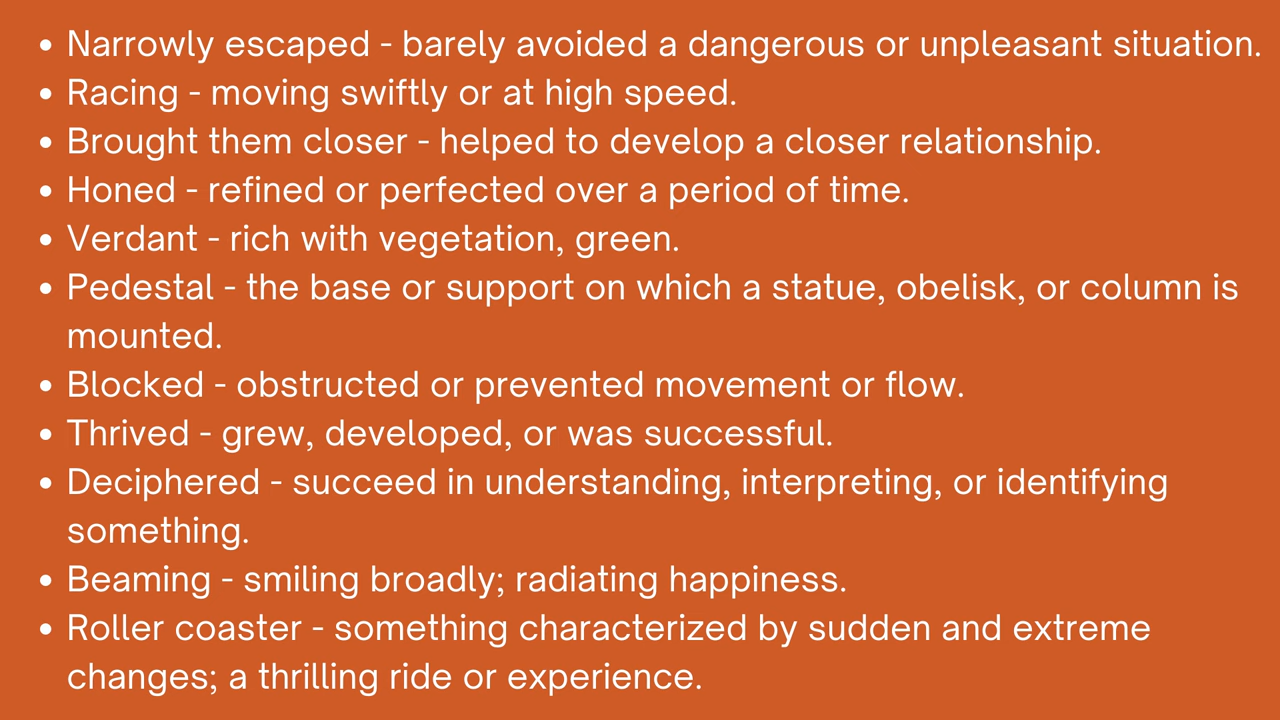 • Narrowly escaped - barely avoided a dangerous or unpleasant situation.
• Racing - moving swiftly or at high speed.
• Brought them closer - helped to develop a closer relationship.
• Honed - refined or perfected over a period of time.
• Verdant - rich with vegetation, green.
• Pedestal - the base or support on which a statue, obelisk, or column is
mounted.
• Blocked - obstructed or prevented movement or flow.
• Thrived - grew, developed, or was successful.
• Deciphered - succeed in understanding, interpreting, or identifying
something.
• Beaming - smiling broadly; radiating happiness.
• Roller coaster - something characterized by sudden and extreme
changes; a thrilling ride or experience.